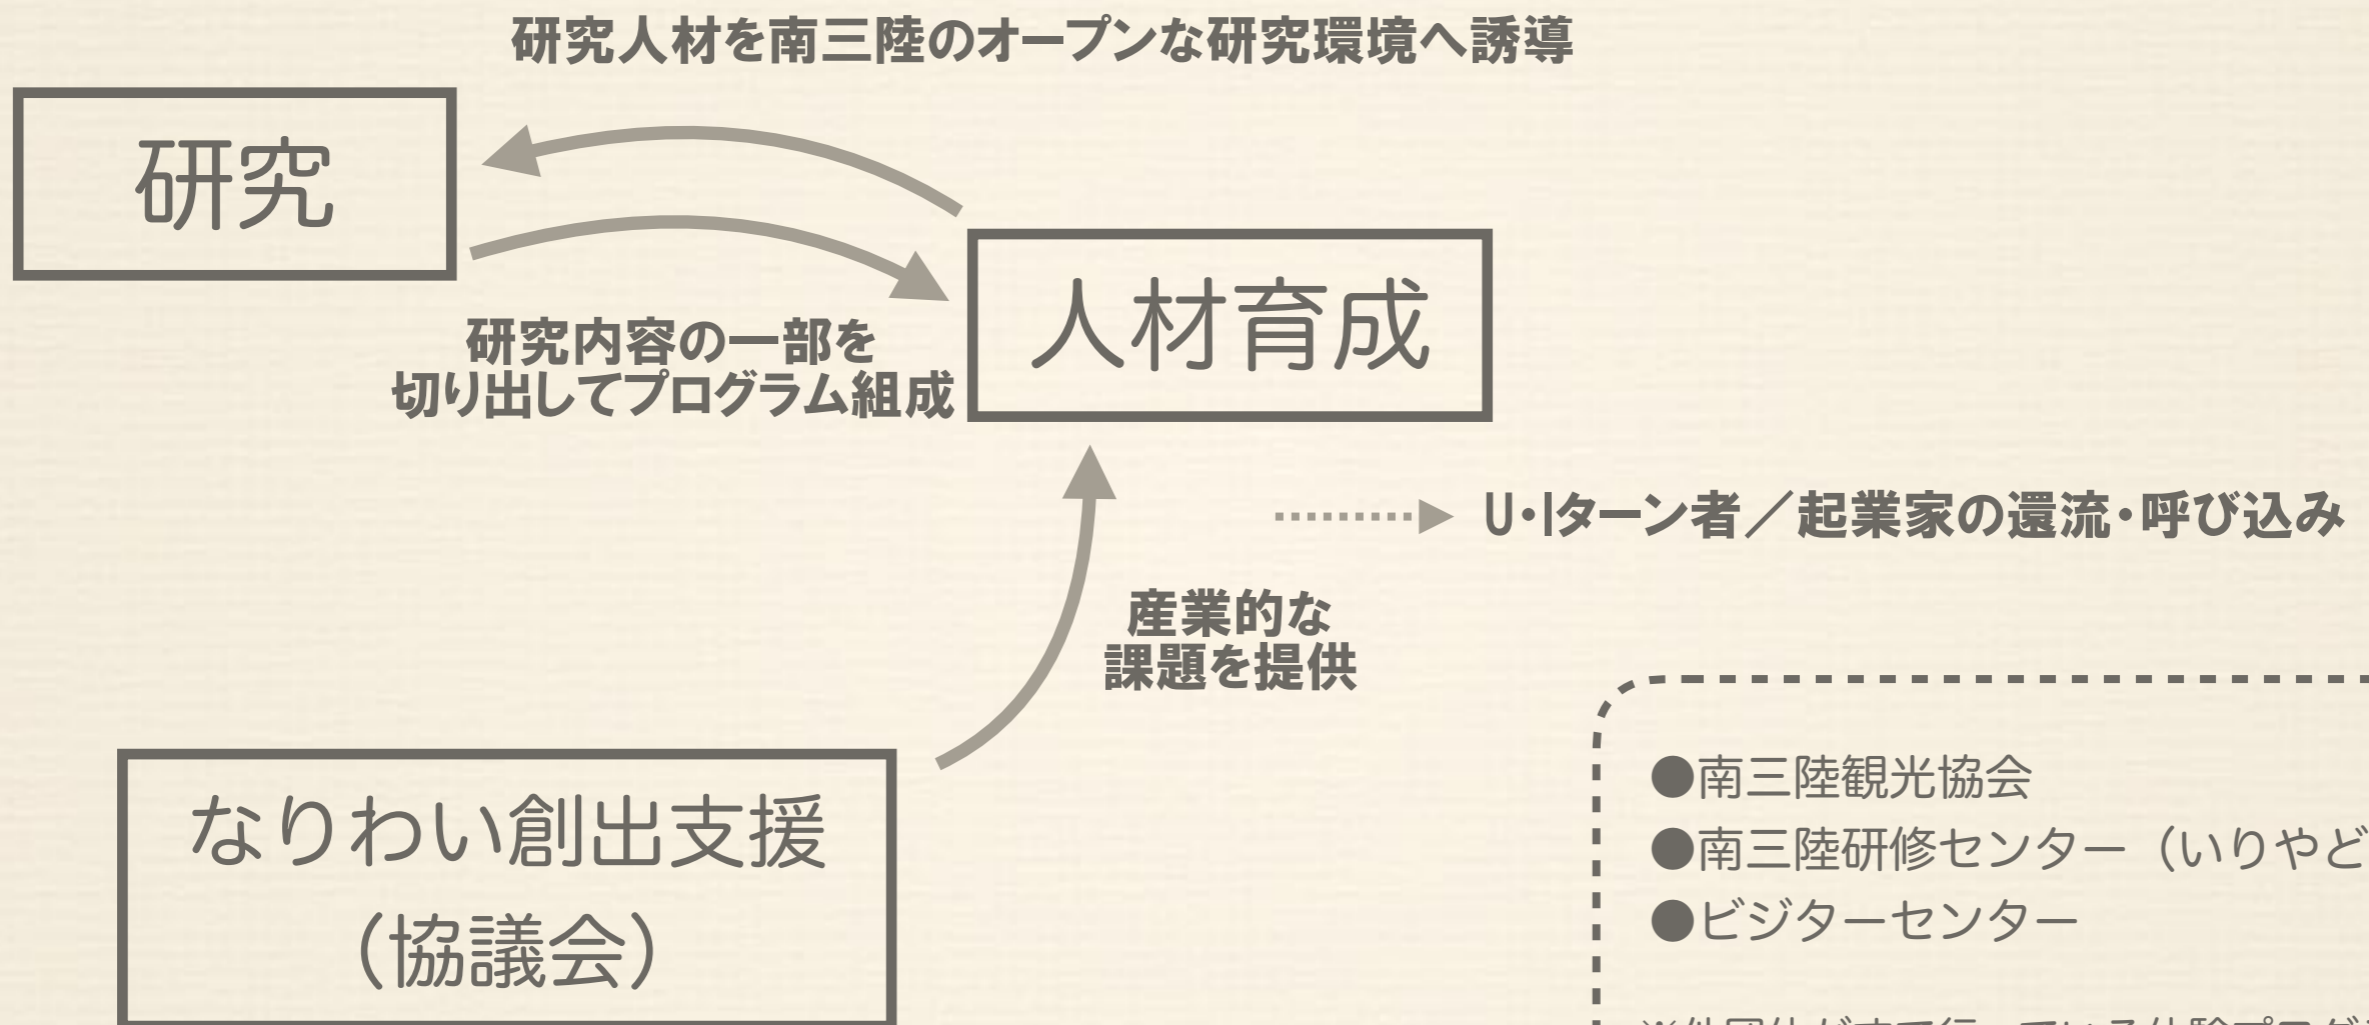 研究人材を南三陸のオープンな研究環境へ誘導
研究
人材育成
研究内容の一部を
切り出してプログラム組成
U・Iターン者／起業家の還流・呼び込み
産業的な
課題を提供
なりわい創出支援
（協議会）
●南三陸観光協会
●南三陸研修センター（いりやど
●ビジターセンター